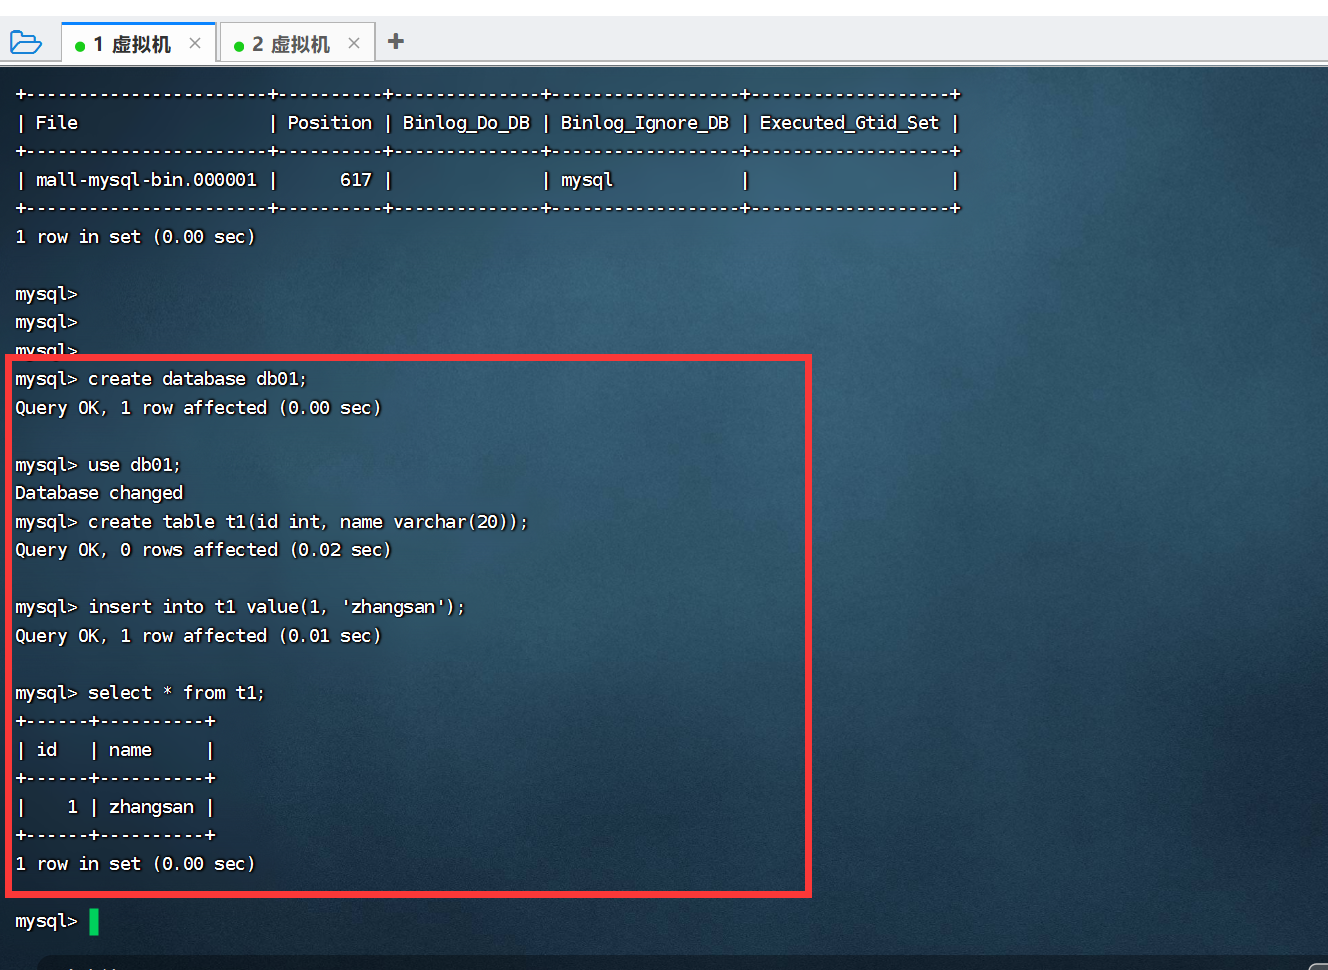 1 虚拟机
2 虚拟机
+-----------------------+----------+--------------+------------------+-------------------+
| File                  | Position | Binlog_Do_DB | Binlog_Ignore_DB | Executed_Gtid_Set |
+-----------------------+----------+--------------+------------------+-------------------+
| mall-mysql-bin.000001 |      617 |              | mysql            |                   |
+-----------------------+----------+--------------+------------------+-------------------+
1 row in set (0.00 sec)
mysql>
mysql>
mysql>
mysql> create database db01;
Query OK, 1 row affected (0.00 sec)
mysql> use db01;
Database changed
mysql> create table t1(id int, name varchar(20));
Query OK, 0 rows affected (0.02 sec)
mysql> insert into t1 value(1, 'zhangsan');
Query OK, 1 row affected (0.01 sec)
mysql> select * from t1;
+------+----------+
| id   | name     |
+------+----------+
|    1 | zhangsan |
+------+----------+
1 row in set (0.00 sec)
mysql>